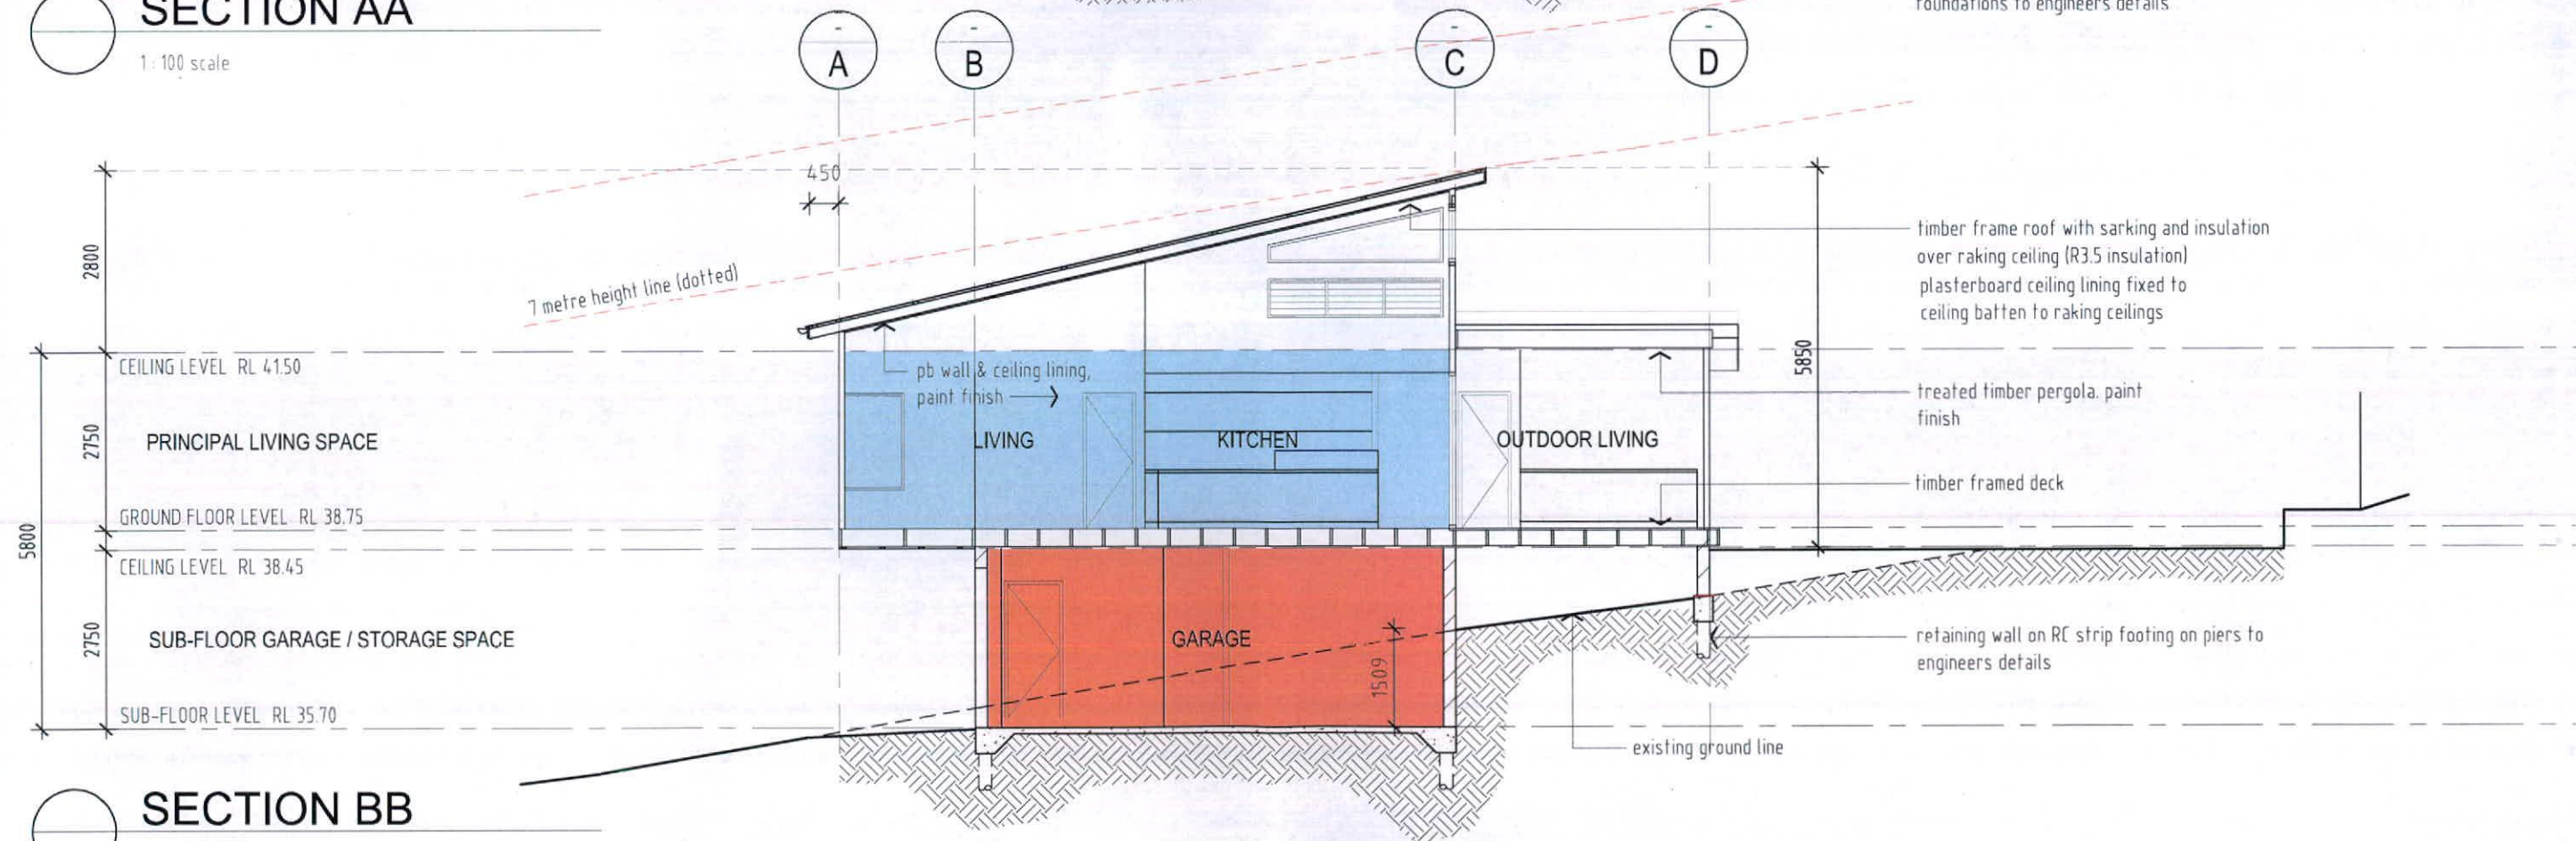 SECTION AA
1 : 100 scale
foundations to engineers details
-
A
-
B
-
C
-
D
450
2800
7 metre height line (dotted)
timber frame roof with sarking and insulation
over raking ceiling (R3.5 insulation)
plasterboard ceiling lining fixed to
ceiling batten to raking ceilings
CEILING LEVEL RL 41.50
pb wall & ceiling lining,
paint finish
5850
treated timber pergola. paint
finish
2750
PRINCIPAL LIVING SPACE
LIVING
KITCHEN
OUTDOOR LIVING
timber framed deck
GROUND FLOOR LEVEL RL 38.75
5800
CEILING LEVEL RL 38.45
2750
SUB-FLOOR GARAGE / STORAGE SPACE
GARAGE
1509
retaining wall on RC strip footing on piers to
engineers details
SUB-FLOOR LEVEL RL 35.70
existing ground line
SECTION BB